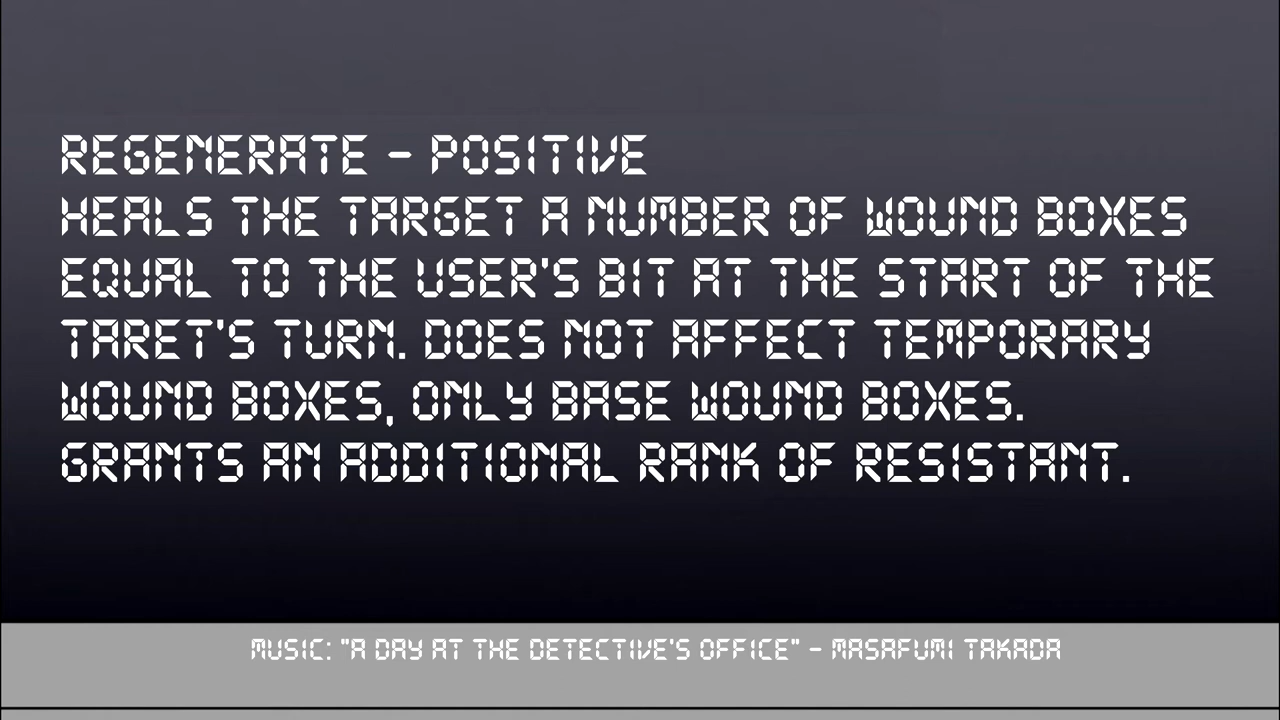 REGENERATE - POSITIVE
HEALS THE TARGET A NUMBER OF WOUND BOXES
EQUAL TO THE USER'S BIT AT THE START OF THE
TARET'S TURN. DOES NOT AFFECT TEMPORARY
WOUND BOXES, ONLY BASE WOUND BOXES.
GRANTS AN ADDITIONAL RANK OF RESISTANT.
MUSIC: "A DAY AT THE DETECTIVE'S OFFICE" - MASAFUMI TAKADA